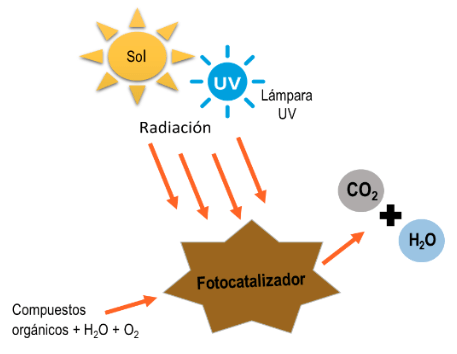 Sol
UV
Lámpara
UV
Radiación
CO₂
H₂O
Fotocatalizador
Compuestos
orgánicos + H₂O + O₂